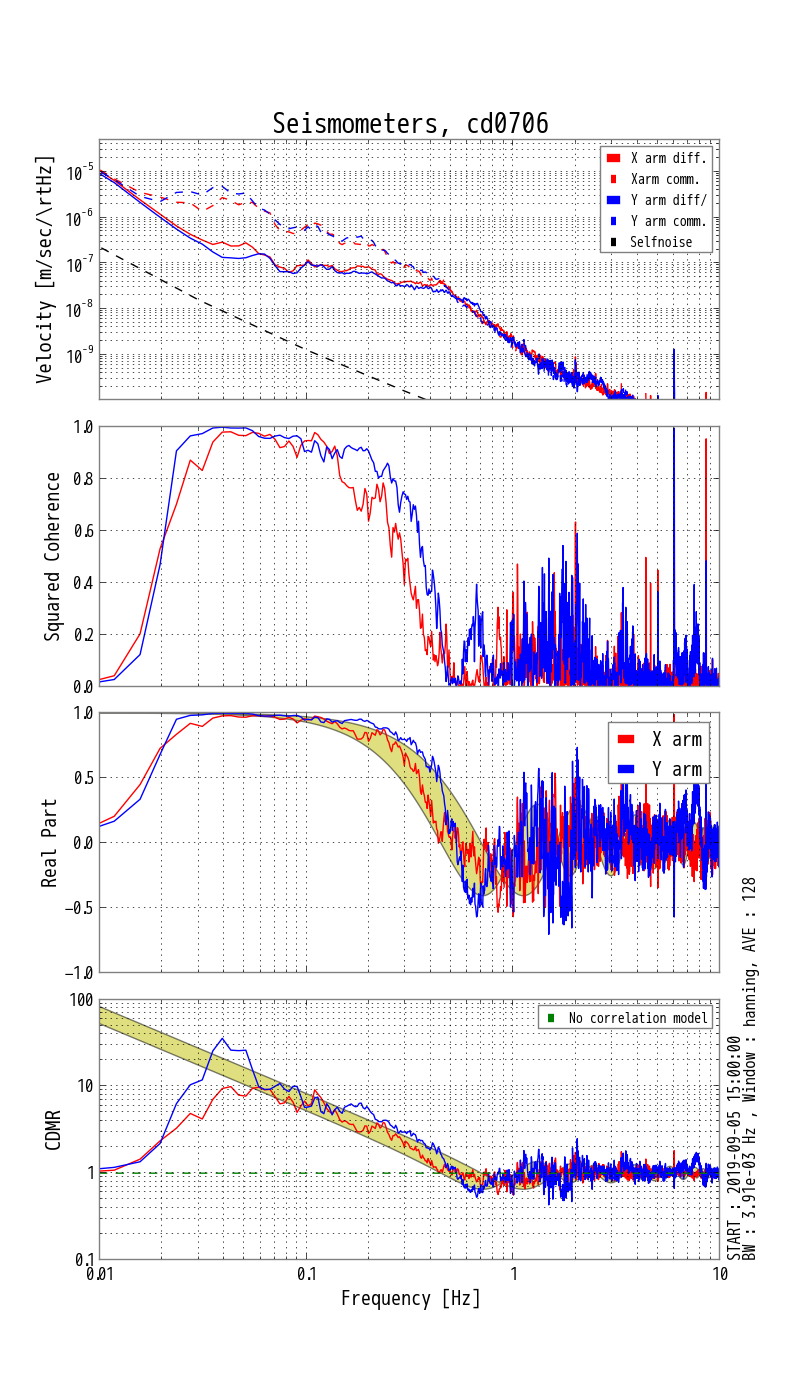 Seismometers, cd0706
Velocity [m/sec/\rtHz]
10^-5
10^-6
10^-7
10^-8
10^-9
X arm diff.
Xarm comm.
Y arm diff/
Y arm comm.
Selfnoise
Squared Coherence
1.0
0.8
0.6
0.4
0.2
0.0
Real Part
1.0
0.5
0.0
−0.5
−1.0
X arm
Y arm
CDMR
100
10
1
0.1
No correlation model
0.01
0.1
1
10
Frequency [Hz]
START : 2019-09-05 15:00:00
BW : 3.91e-03 Hz , Window : hanning, AVE : 128